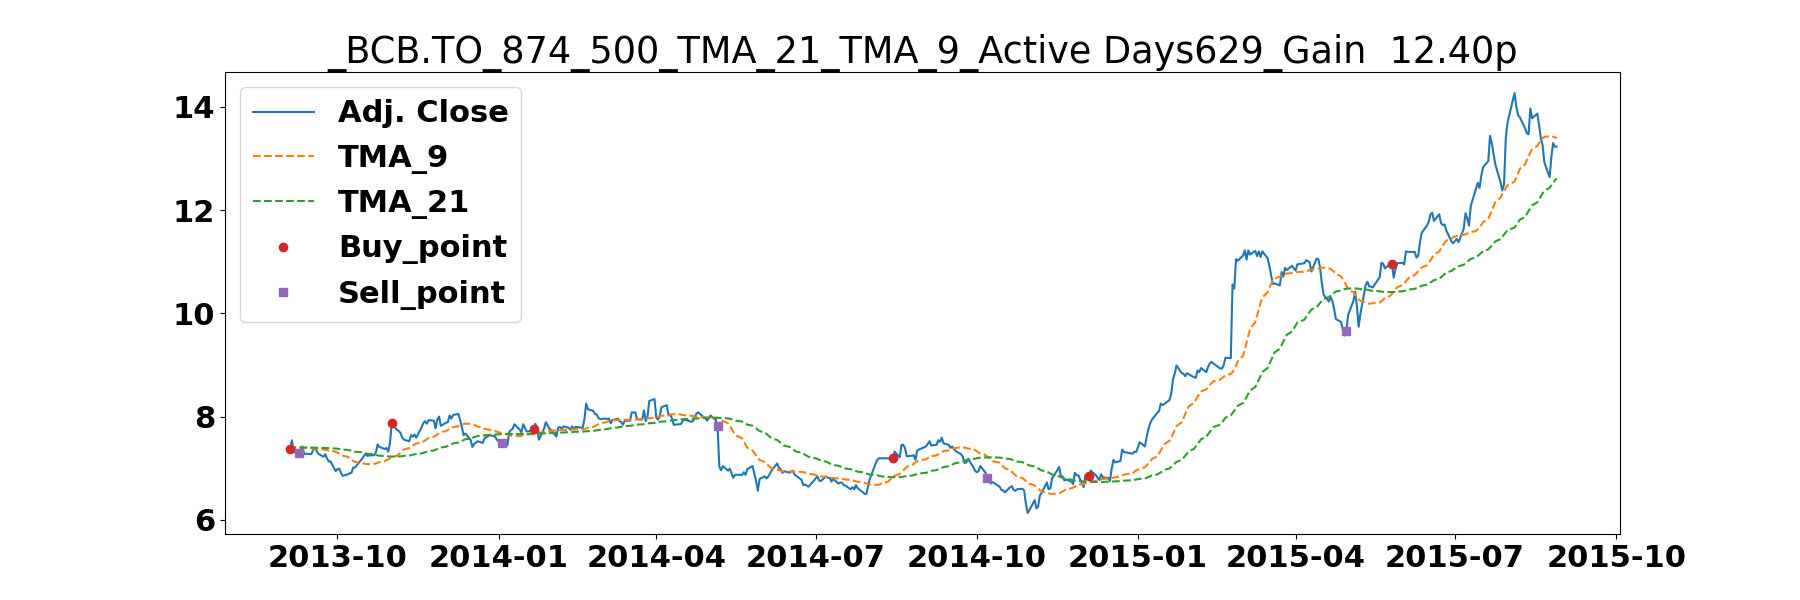 _BCB.TO_874_500_TMA_21_TMA_9_Active Days629_Gain  12.40p
14
12
10
8
6
Adj. Close
TMA_9
TMA_21
Buy_point
Sell_point
2013-10 2014-01 2014-04 2014-07 2014-10 2015-01 2015-04 2015-07 2015-10